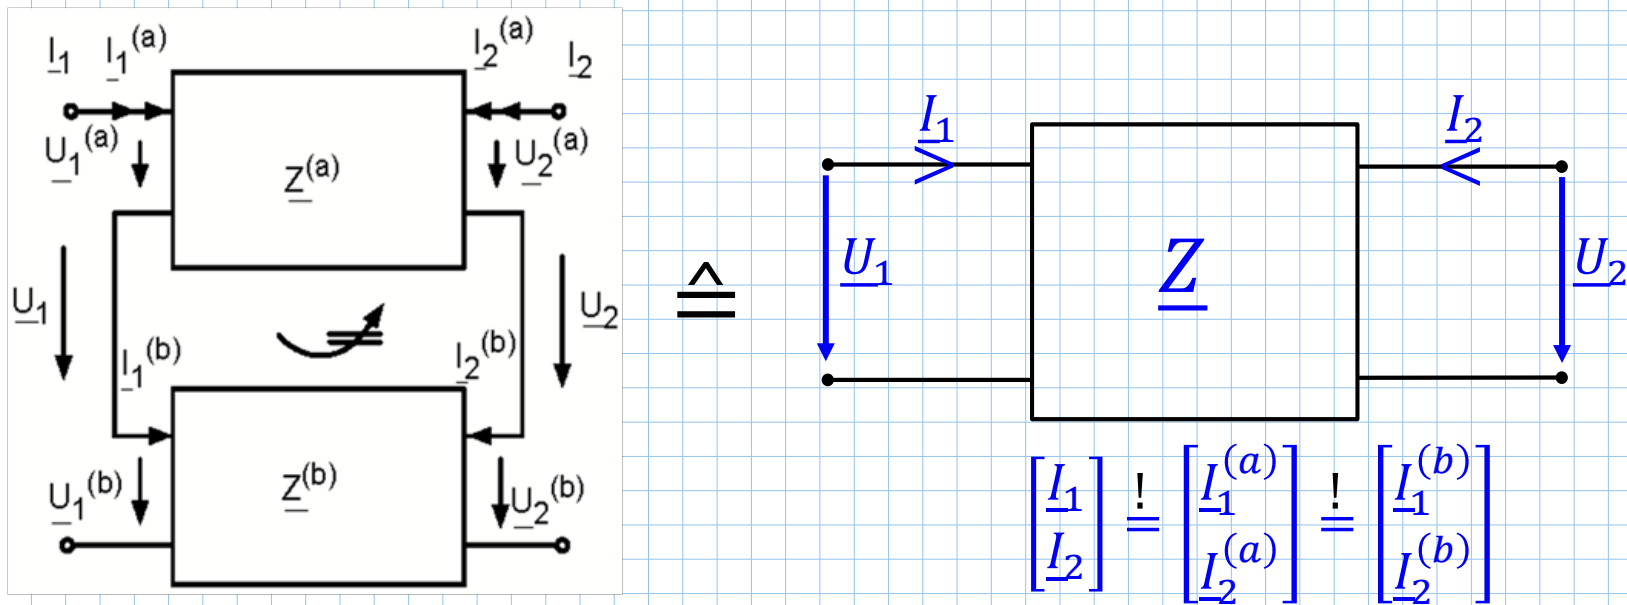 I₁ I₁⁽ᵃ⁾ I₂⁽ᵃ⁾ I₂
U₁⁽ᵃ⁾ Z⁽ᵃ⁾ U₂⁽ᵃ⁾
U₁ U₂
I₁⁽ᵇ⁾ I₂⁽ᵇ⁾
U₁⁽ᵇ⁾ Z⁽ᵇ⁾ U₂⁽ᵇ⁾
≙
I₁ I₂
U₁ Z U₂
[I₁ I₂] =! [I₁⁽ᵃ⁾ I₂⁽ᵃ⁾] =! [I₁⁽ᵇ⁾ I₂⁽ᵇ⁾]